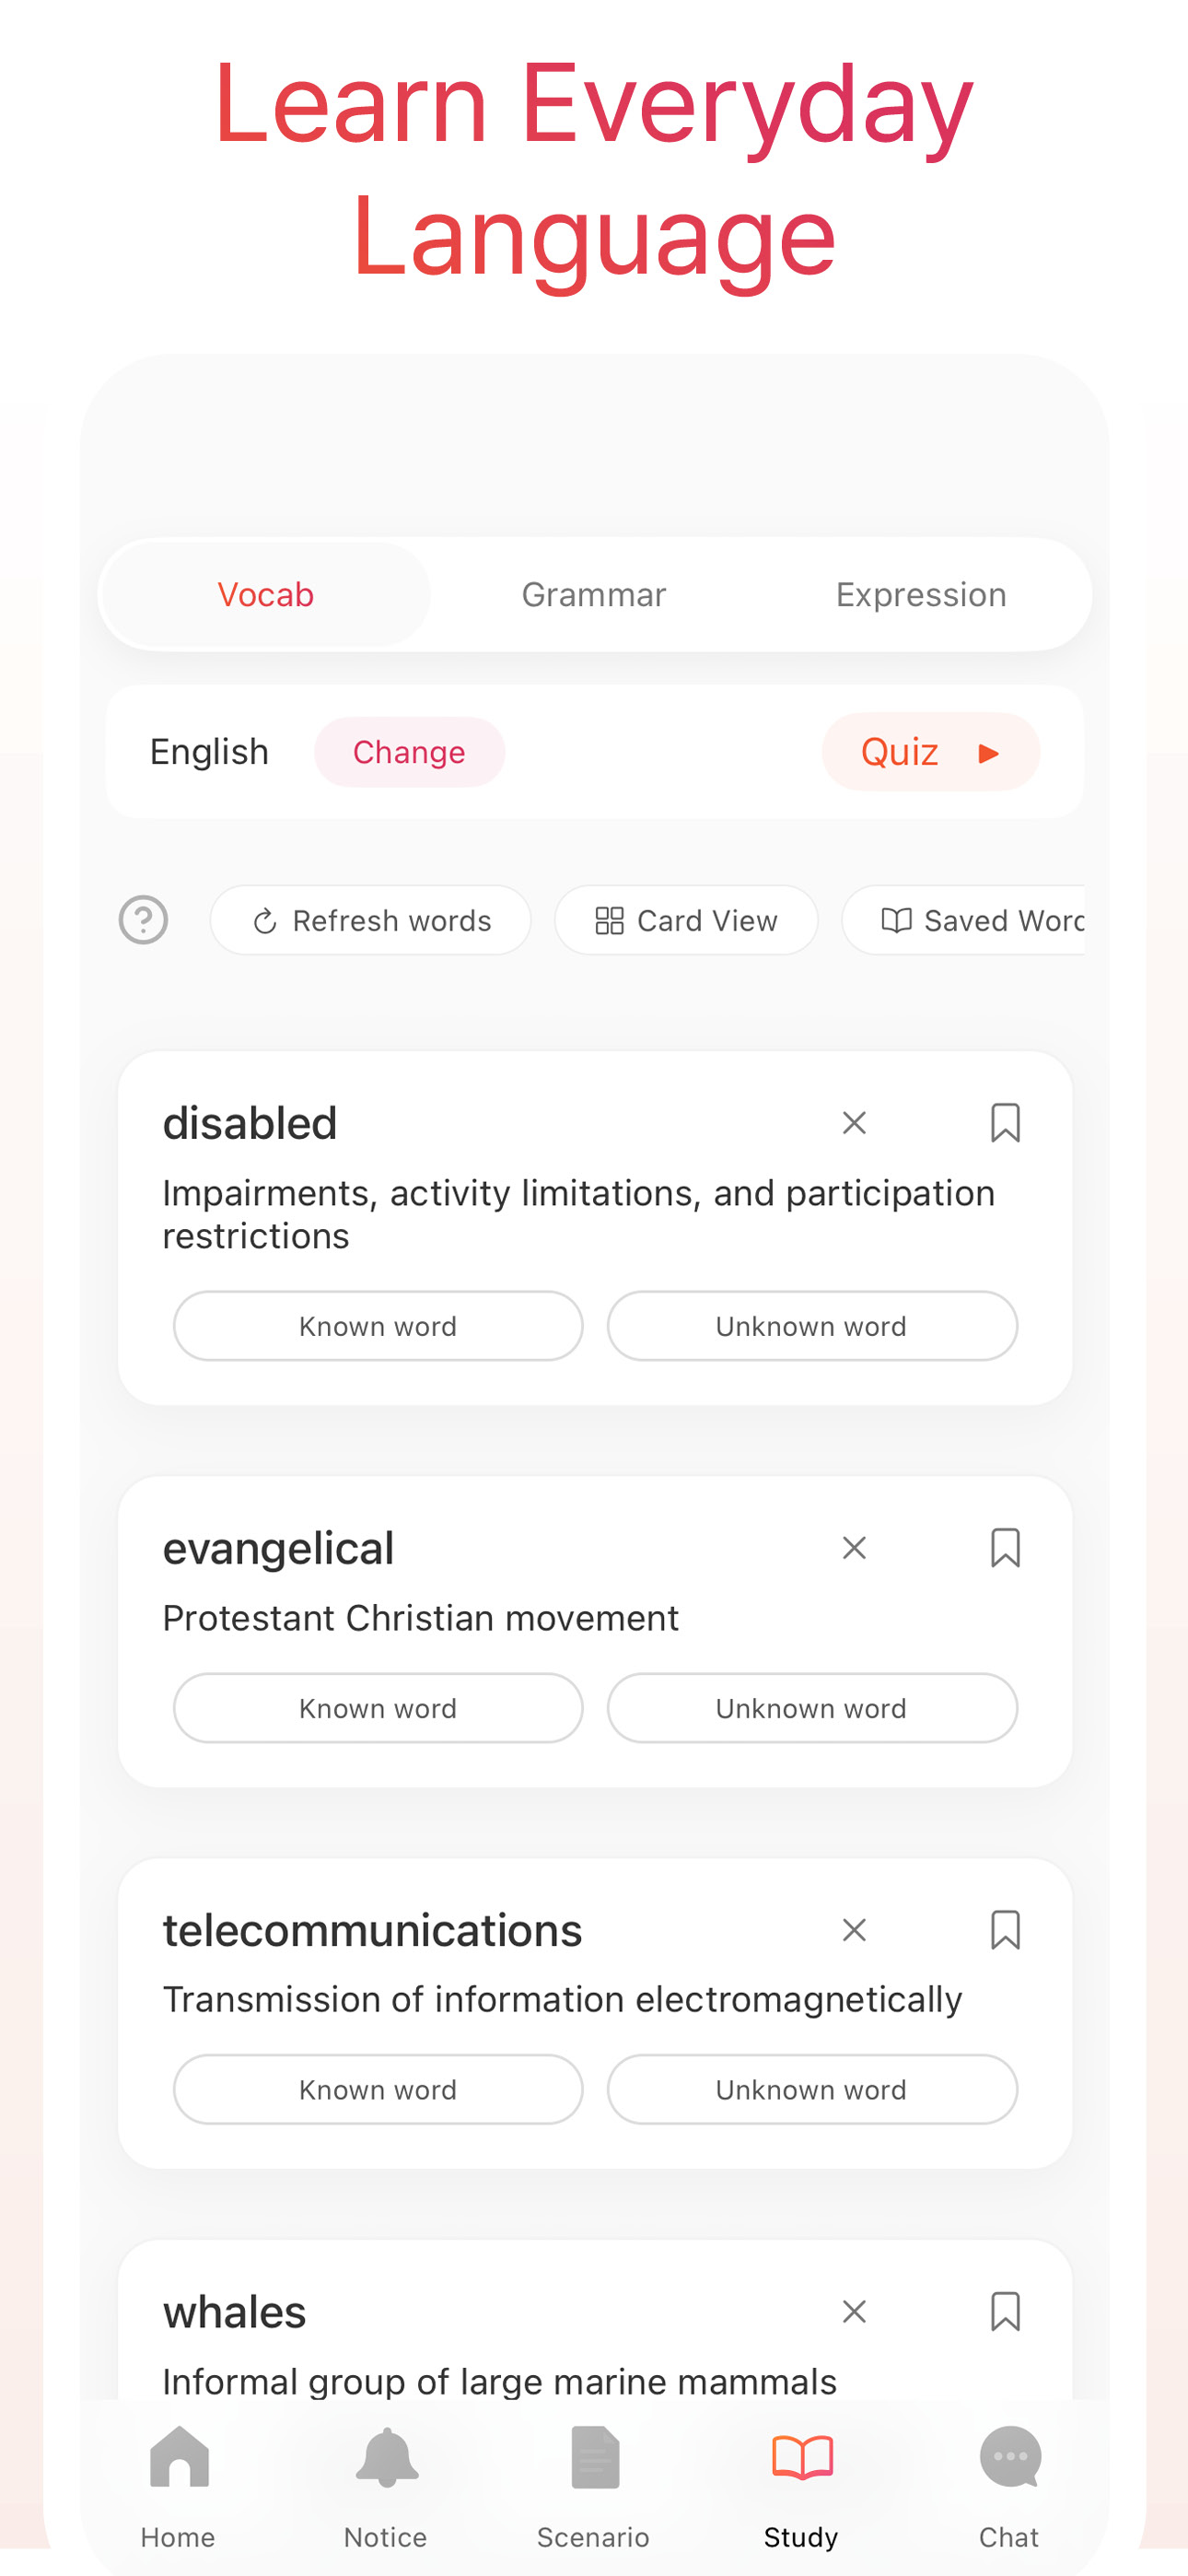 Learn Everyday
Language
Vocab Grammar Expression
English Change Quiz
Refresh words Card View Saved Word
disabled
Impairments, activity limitations, and participation
restrictions
Known word Unknown word
evangelical
Protestant Christian movement
Known word Unknown word
telecommunications
Transmission of information electromagnetically
Known word Unknown word
whales
Informal group of large marine mammals
Home Notice Scenario Study Chat